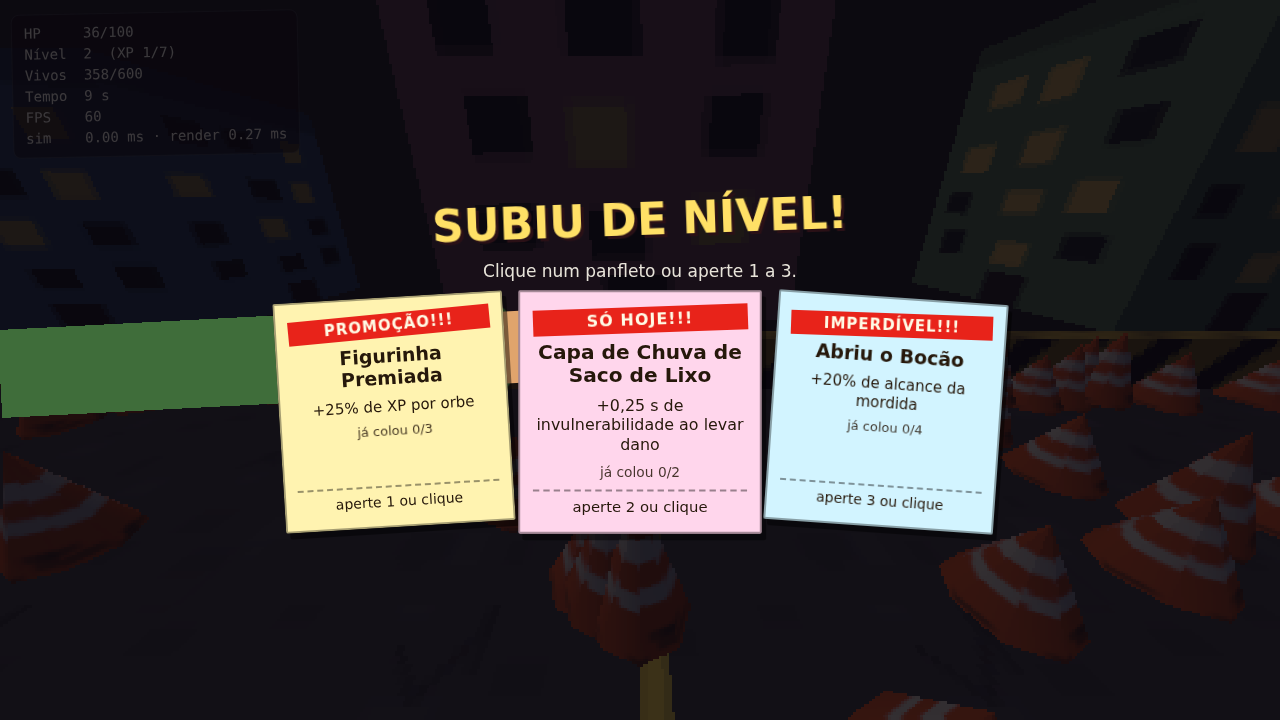 HP 36/100
Nível 2 (XP 1/7)
Vivos 358/600
Tempo 9 s
FPS 60
sim 0.00 ms · render 0.27 ms
SUBIU DE NÍVEL!
Clique num panfleto ou aperte 1 a 3.
PROMOÇÃO!!!
Figurinha
Premiada
+25% de XP por orbe
já colou 0/3
aperte 1 ou clique
SÓ HOJE!!!
Capa de Chuva de
Saco de Lixo
+0,25 s de
invulnerabilidade ao levar
dano
já colou 0/2
aperte 2 ou clique
IMPERDÍVEL!!!
Abriu o Bocão
+20% de alcance da
mordida
já colou 0/4
aperte 3 ou clique